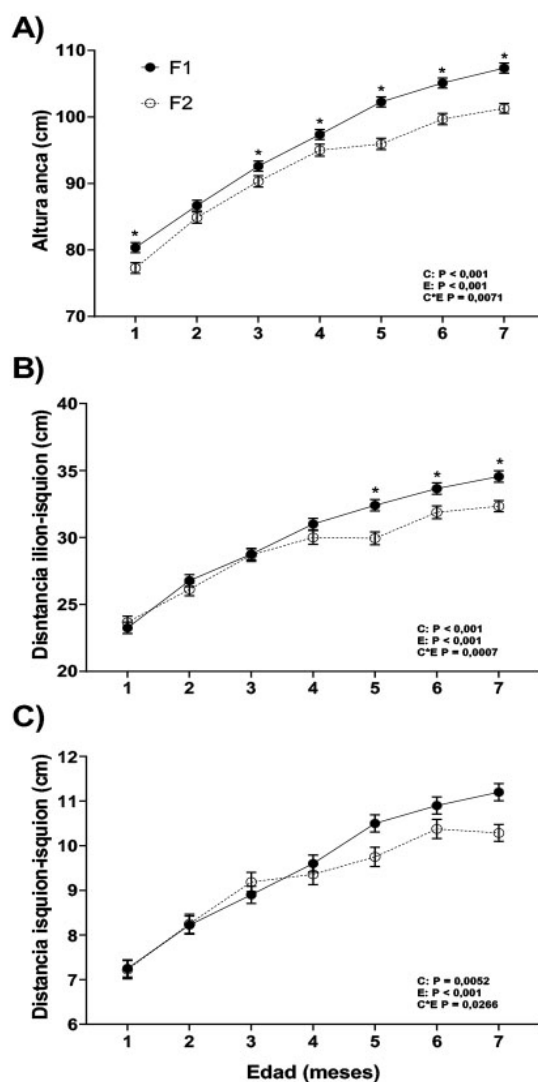 A)
110
100
90
80
70
Altura anca (cm)
F1
F2
*
*
*
*
*
*
C: P < 0,001
E: P < 0,001
C*E P = 0,0071
1 2 3 4 5 6 7
B)
40
35
30
25
20
Disntancia ilion-isquion (cm)
*
*
*
C: P < 0,001
E: P < 0,001
C*E P = 0,0007
1 2 3 4 5 6 7
C)
12
11
10
9
8
7
6
Distancia isquion-isquion (cm)
C: P = 0,0052
E: P < 0,001
C*E P = 0,0266
1 2 3 4 5 6 7
Edad (meses)